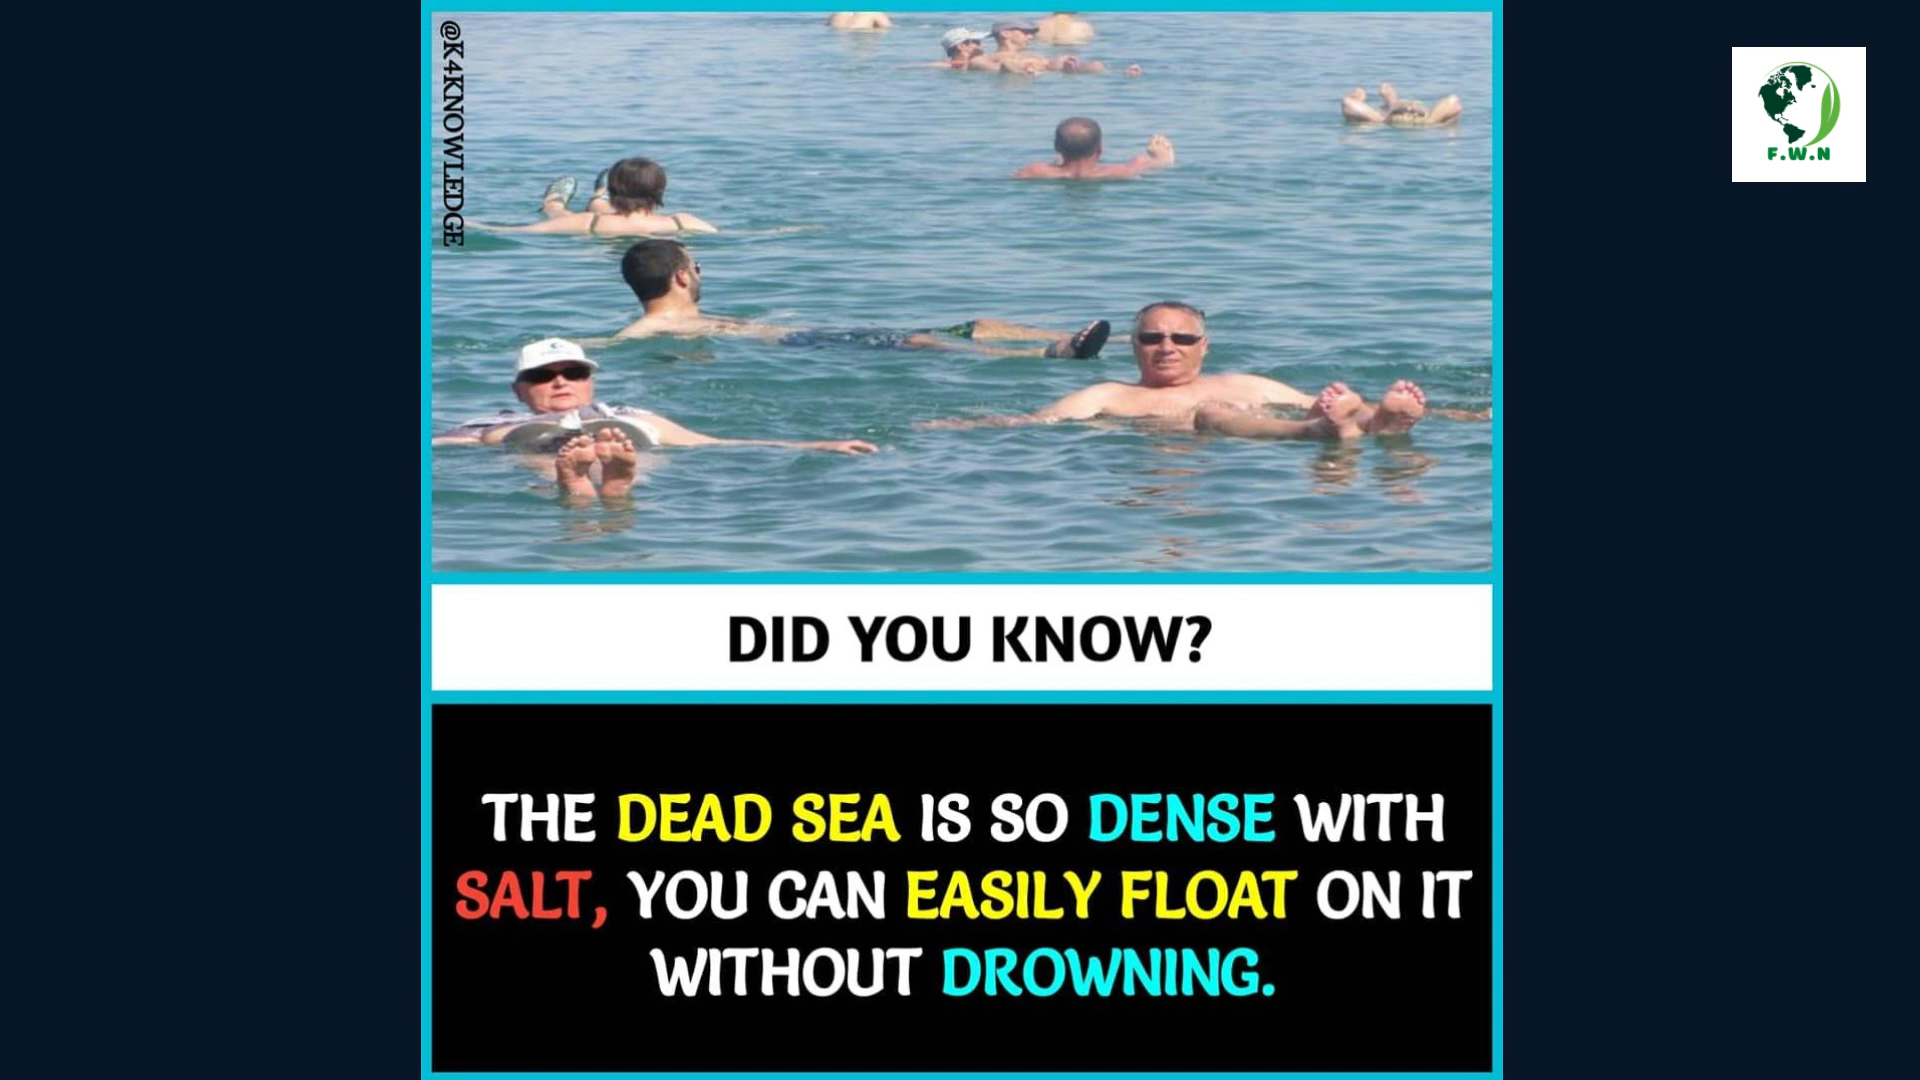 @K4KNOWLEDGE
F.W.N
DID YOU KNOW?
THE DEAD SEA IS SO DENSE WITH
SALT, YOU CAN EASILY FLOAT ON IT
WITHOUT DROWNING.